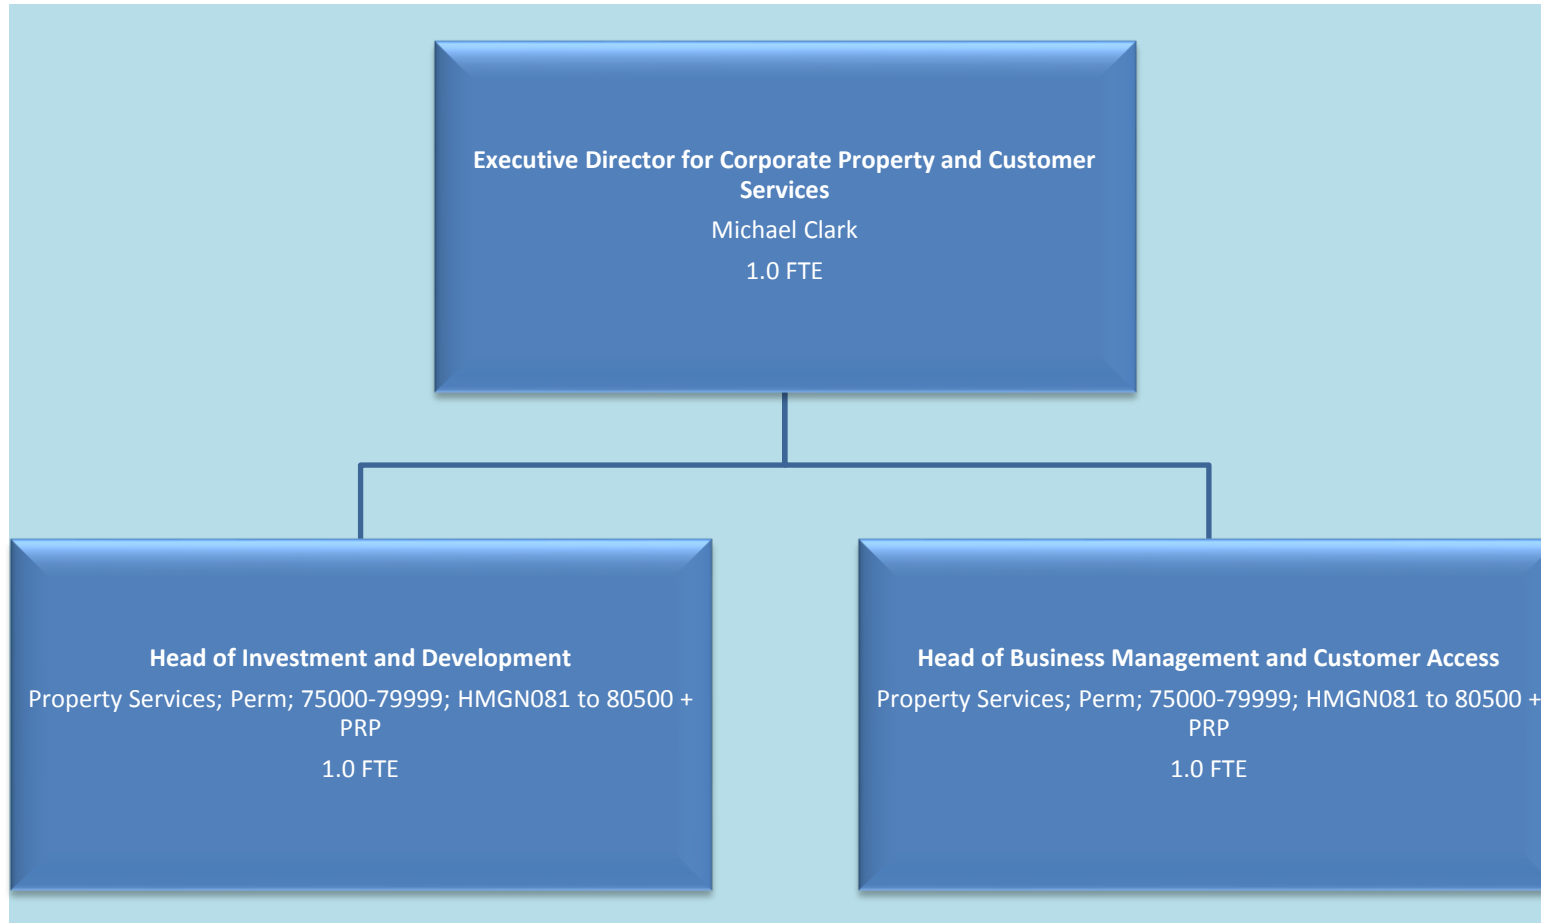 Executive Director for Corporate Property and Customer
Services
Michael Clark
1.0 FTE
Head of Investment and Development
Property Services; Perm; 75000-79999; HMGN081 to 80500 +
PRP
1.0 FTE
Head of Business Management and Customer Access
Property Services; Perm; 75000-79999; HMGN081 to 80500 +
PRP
1.0 FTE